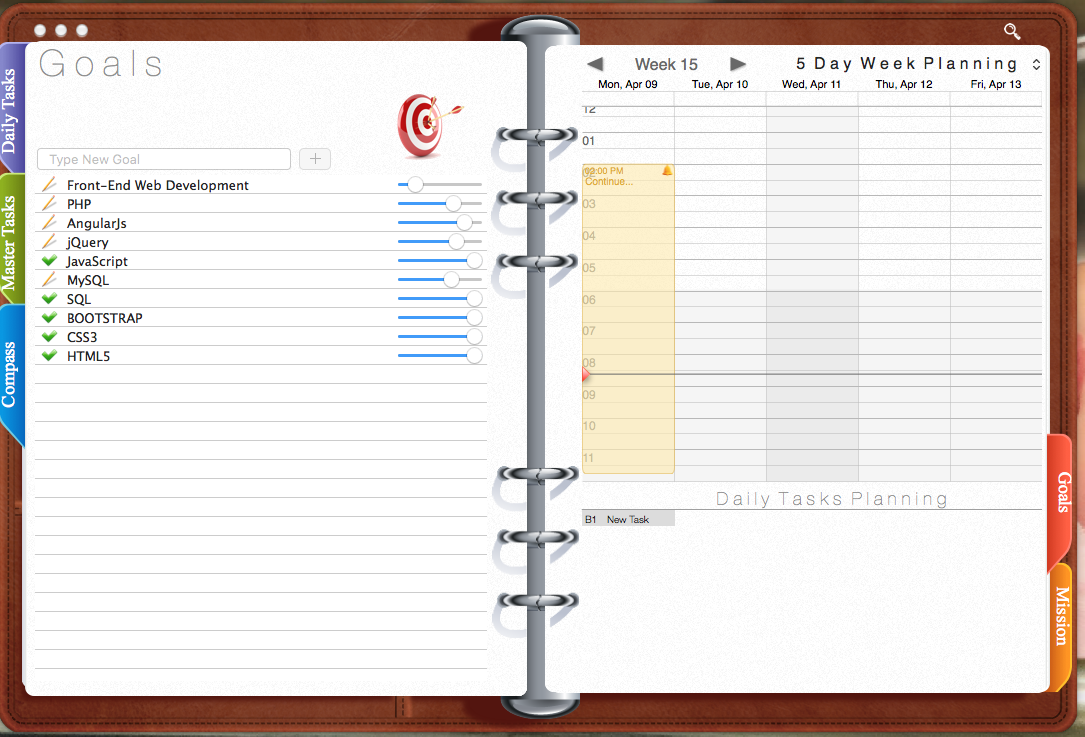 Goals
Type New Goal
Front-End Web Development
PHP
AngularJs
jQuery
JavaScript
MySQL
SQL
BOOTSTRAP
CSS3
HTML5
Daily Tasks
Master Tasks
Compass
Week 15
5 Day Week Planning
Mon, Apr 09
Tue, Apr 10
Wed, Apr 11
Thu, Apr 12
Fri, Apr 13
12
01
02:00 PM
02
Continue...
03
04
05
06
07
08
09
10
11
Daily Tasks Planning
B1 New Task
Goals
Mission